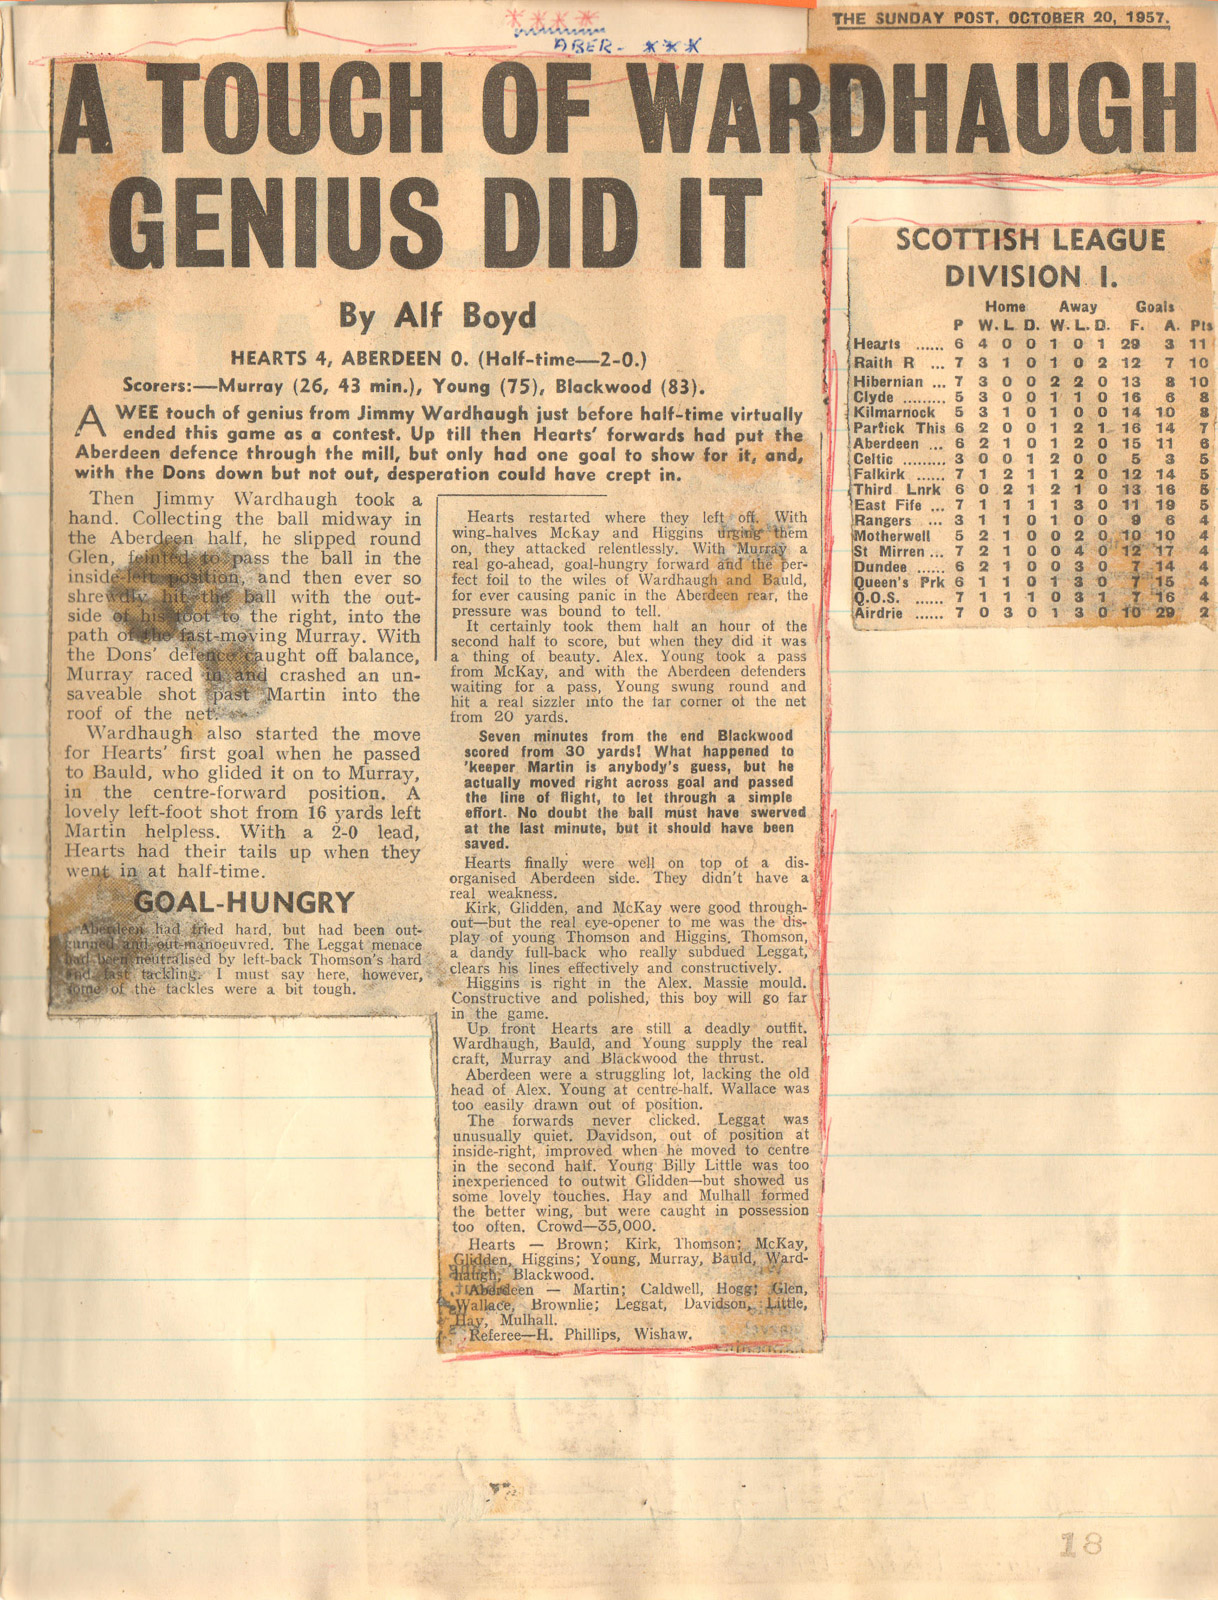 THE SUNDAY POST, OCTOBER 20, 1957.
ABER-
A TOUCH OF WARDHAUGH
GENIUS DID IT
By Alf Boyd
HEARTS 4, ABERDEEN 0. (Half-time—2-0.)
Scorers:—Murray (26, 43 min.), Young (75), Blackwood (83).
A WEE touch of genius from Jimmy Wardhaugh just before half-time virtually
ended this game as a contest. Up till then Hearts' forwards had put the
Aberdeen defence through the mill, but only had one goal to show for it, and,
with the Dons down but not out, desperation could have crept in.
Then Jimmy Wardhaugh took a
hand. Collecting the ball midway in
the Aberdeen half, he slipped round
Glen, feinted to pass the ball in the
inside-left position, and then ever so
shrewdly hit the ball with the out-
side of his foot to the right, into the
path of the fast-moving Murray. With
the Dons' defence caught off balance,
Murray raced in and crashed an un-
saveable shot past Martin into the
roof of the net.
Wardhaugh also started the move
for Hearts' first goal when he passed
to Bauld, who glided it on to Murray,
in the centre-forward position. A
lovely left-foot shot from 16 yards left
Martin helpless. With a 2-0 lead,
Hearts had their tails up when they
went in at half-time.
GOAL-HUNGRY
Aberdeen had tried hard, but had been out-
gunned and out-manoeuvred. The Leggat menace
had been neutralised by left-back Thomson's hard
and fast tackling. I must say here, however,
some of the tackles were a bit tough.
Hearts restarted where they left off. With
wing-halves McKay and Higgins urging them
on, they attacked relentlessly. With Murray a
real go-ahead, goal-hungry forward and the per-
fect foil to the wiles of Wardhaugh and Bauld,
for ever causing panic in the Aberdeen rear, the
pressure was bound to tell.
It certainly took them half an hour of the
second half to score, but when they did it was
a thing of beauty. Alex. Young took a pass
from McKay, and with the Aberdeen defenders
waiting for a pass, Young swung round and
hit a real sizzler into the far corner of the net
from 20 yards.
Seven minutes from the end Blackwood
scored from 30 yards! What happened to
'keeper Martin is anybody's guess, but he
actually moved right across goal and passed
the line of flight, to let through a simple
effort. No doubt the ball must have swerved
at the last minute, but it should have been
saved.
Hearts finally were well on top of a dis-
organised Aberdeen side. They didn't have a
real weakness.
Kirk, Glidden, and McKay were good through-
out—but the real eye-opener to me was the dis-
play of young Thomson and Higgins. Thomson,
a dandy full-back who really subdued Leggat,
clears his lines effectively and constructively.
Higgins is right in the Alex. Massie mould.
Constructive and polished, this boy will go far
in the game.
Up front Hearts are still a deadly outfit.
Wardhaugh, Bauld, and Young supply the real
craft, Murray and Blackwood the thrust.
Aberdeen were a struggling lot, lacking the old
head of Alex. Young at centre-half. Wallace was
too easily drawn out of position.
The forwards never clicked. Leggat was
unusually quiet. Davidson, out of position at
inside-right, improved when he moved to centre
in the second half. Young Billy Little was too
inexperienced to outwit Glidden—but showed us
some lovely touches. Hay and Mulhall formed
the better wing, but were caught in possession
too often. Crowd—35,000.
Hearts — Brown; Kirk, Thomson; McKay,
Glidden, Higgins; Young, Murray, Bauld, Ward-
haugh, Blackwood.
Aberdeen — Martin; Caldwell, Hogg; Glen,
Wallace, Brownlie; Leggat, Davidson, Little,
Hay, Mulhall.
Referee—H. Phillips, Wishaw.
SCOTTISH LEAGUE
DIVISION I.
Home Away Goals
P W. L D. W. L. D. F. A. Pts
Hearts ...... 6 4 0 0 1 0 1 29 3 11
Raith R ... 7 3 1 0 1 0 2 12 7 10
Hibernian ... 7 3 0 0 2 2 0 13 8 10
Clyde ......... 5 3 0 0 1 1 0 16 6 8
Kilmarnock 5 3 1 0 1 0 0 14 10 8
Partick This 6 2 0 0 1 2 1 16 14 7
Aberdeen ... 6 2 1 0 1 2 0 15 11 6
Celtic ......... 3 0 0 1 2 0 0 5 3 5
Falkirk ...... 7 1 2 1 1 2 0 12 14 5
Third Lnrk 6 0 2 1 2 1 0 13 16 5
East Fife ... 7 1 1 1 1 3 0 11 19 5
Rangers ... 3 1 1 0 1 0 0 9 6 4
Motherwell 5 2 1 0 0 2 0 10 10 4
St Mirren ... 7 2 1 0 0 4 0 12 17 4
Dundee ...... 6 2 1 0 0 3 0 7 14 4
Queen's Prk 6 1 1 0 1 3 0 7 15 4
Q.O.S. ...... 7 1 1 1 0 3 1 7 16 4
Airdrie ...... 7 0 3 0 1 3 0 10 29 2
18